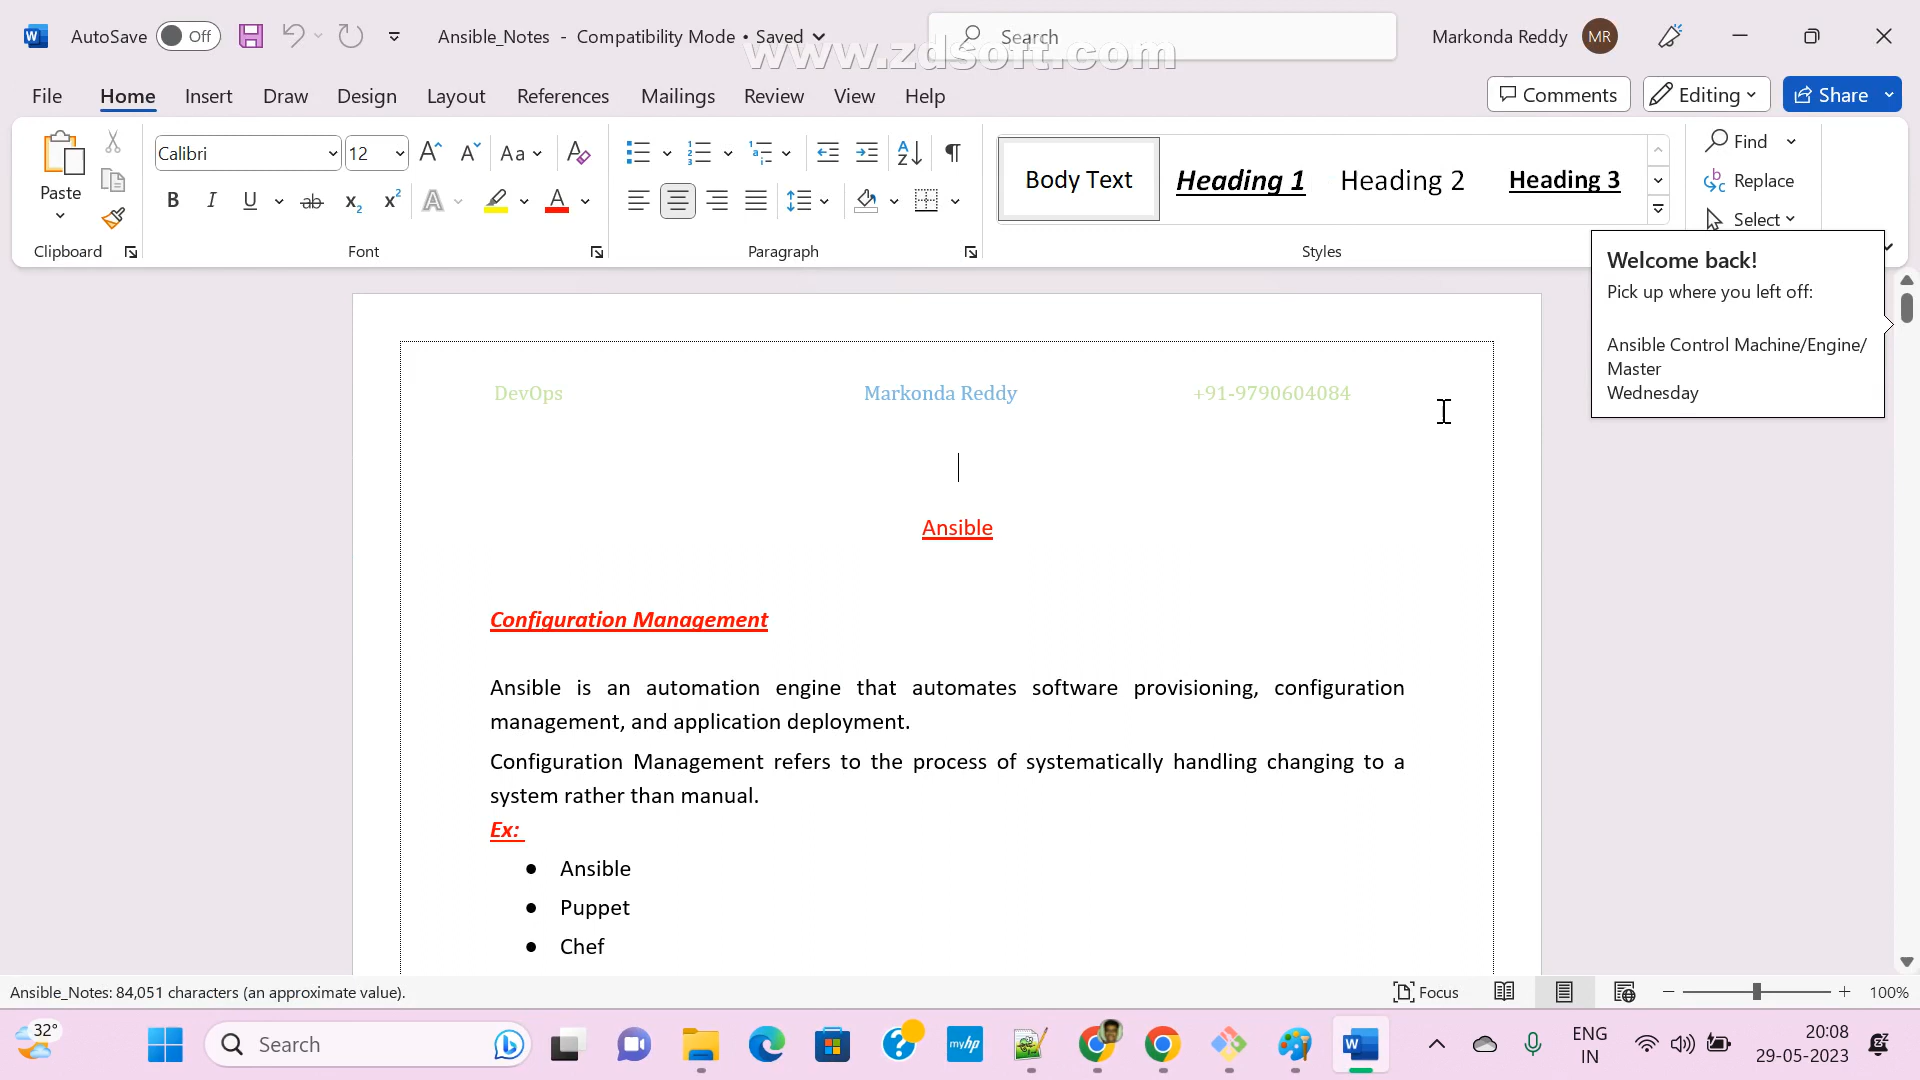 AutoSave Off Ansible_Notes - Compatibility Mode • Saved Search Markonda Reddy MR
www.zdsoft.com
File Home Insert Draw Design Layout References Mailings Review View Help Comments Editing Share
Paste
Calibri 12 Aa
B I U ab x₂ x² A A
A Z ¶
Body Text Heading 1 Heading 2 Heading 3
Find
Replace
Select
Clipboard Font Paragraph Styles
Welcome back!
Pick up where you left off:
Ansible Control Machine/Engine/
Master
Wednesday
DevOps Markonda Reddy +91-9790604084
Ansible
Configuration Management
Ansible is an automation engine that automates software provisioning, configuration
management, and application deployment.
Configuration Management refers to the process of systematically handling changing to a
system rather than manual.
Ex:
● Ansible
● Puppet
● Chef
Ansible_Notes: 84,051 characters (an approximate value). Focus 100%
32° Search myhp ENG
IN
20:08
29-05-2023